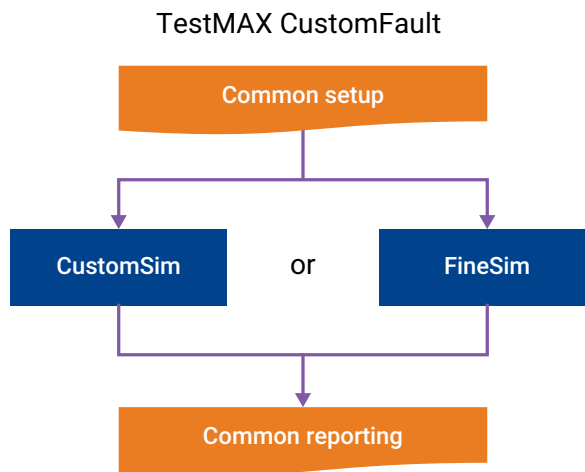 TestMAX CustomFault
Common setup
CustomSim
or
FineSim
Common reporting